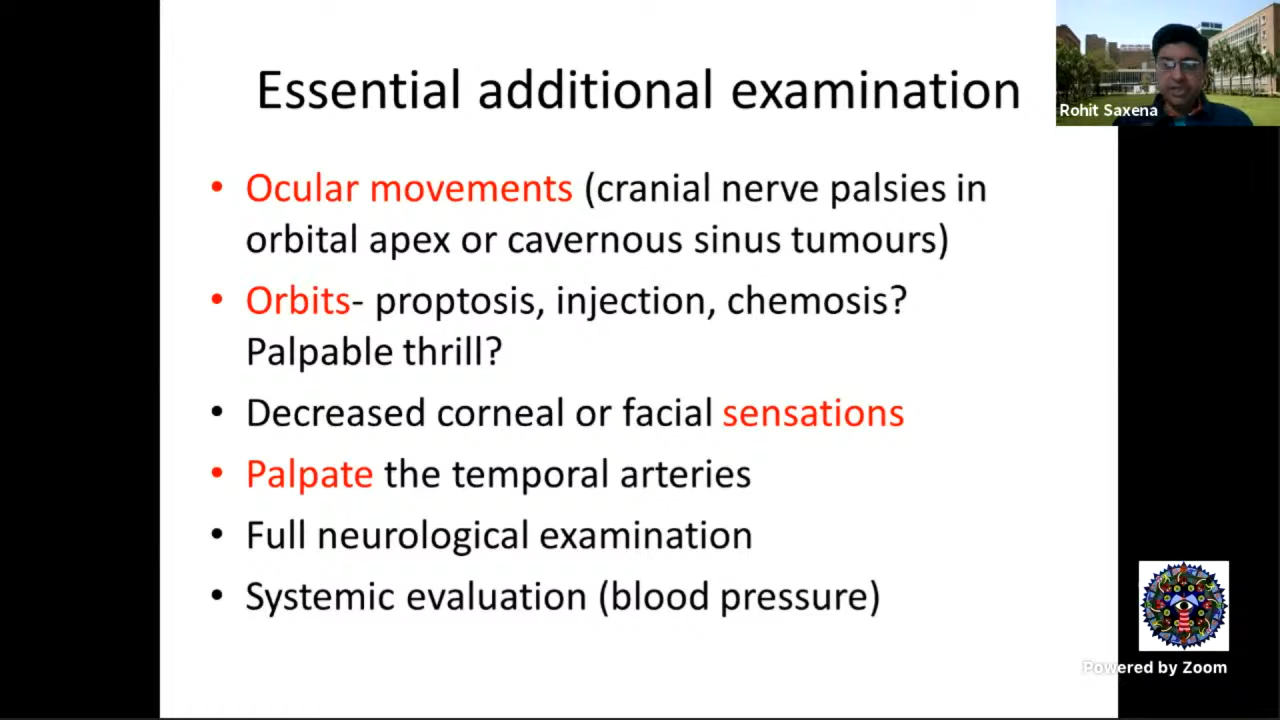 Essential additional examination
Rohit Saxena
• Ocular movements (cranial nerve palsies in
orbital apex or cavernous sinus tumours)
• Orbits- proptosis, injection, chemosis?
Palpable thrill?
• Decreased corneal or facial sensations
• Palpate the temporal arteries
• Full neurological examination
• Systemic evaluation (blood pressure)
Powered by Zoom